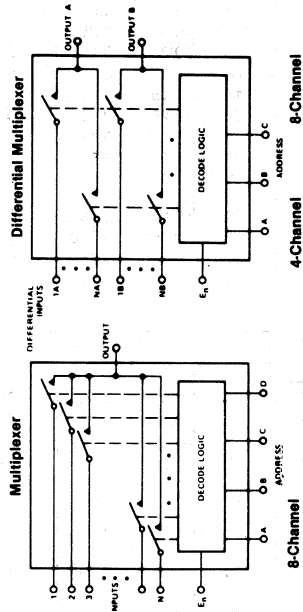 Multiplexer
OUTPUT
1
2
3
NPUTS
N
En
DECODE LOGIC
A B C D
ADDRESS
8-Channel
Differential Multiplexer
DIFFERENTIAL
INPUTS
1A
NA
1B
NB
OUTPUT A
OUTPUT B
En
DECODE LOGIC
A B C
ADDRESS
4-Channel 8-Channel